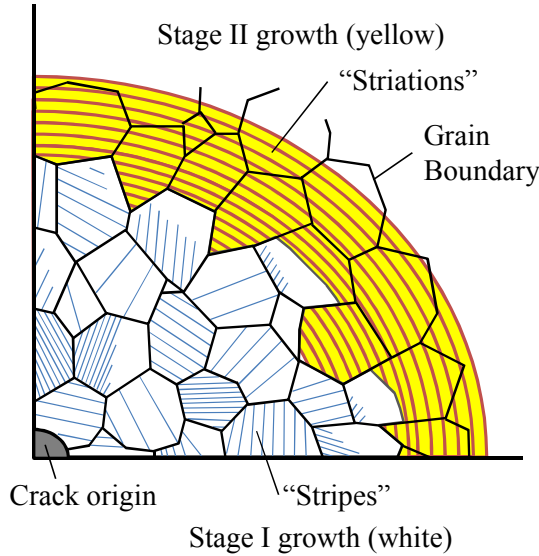 Stage II growth (yellow)
“Striations”
Grain
Boundary
Crack origin
“Stripes”
Stage I growth (white)